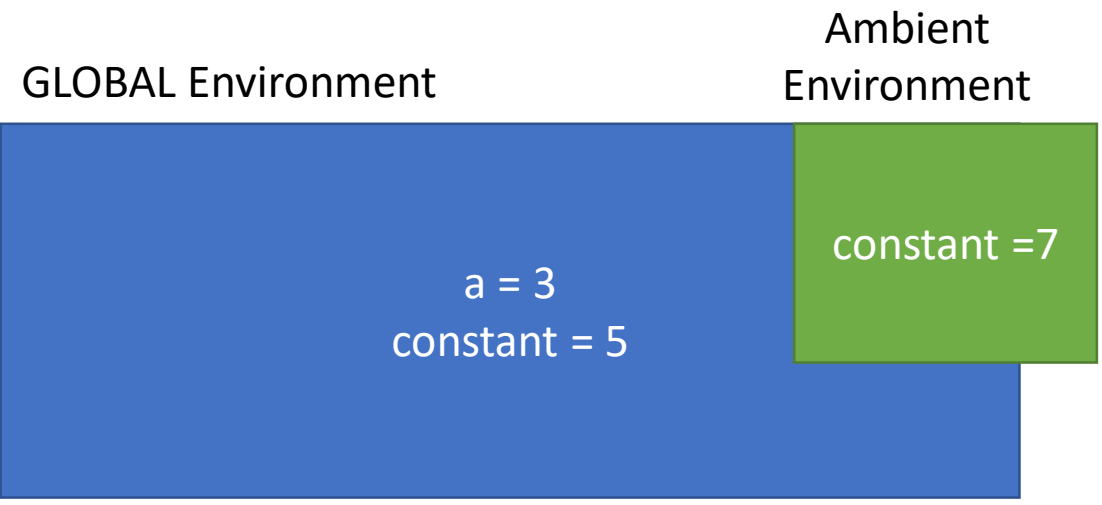 Ambient
Environment
GLOBAL Environment
constant =7
a = 3
constant = 5